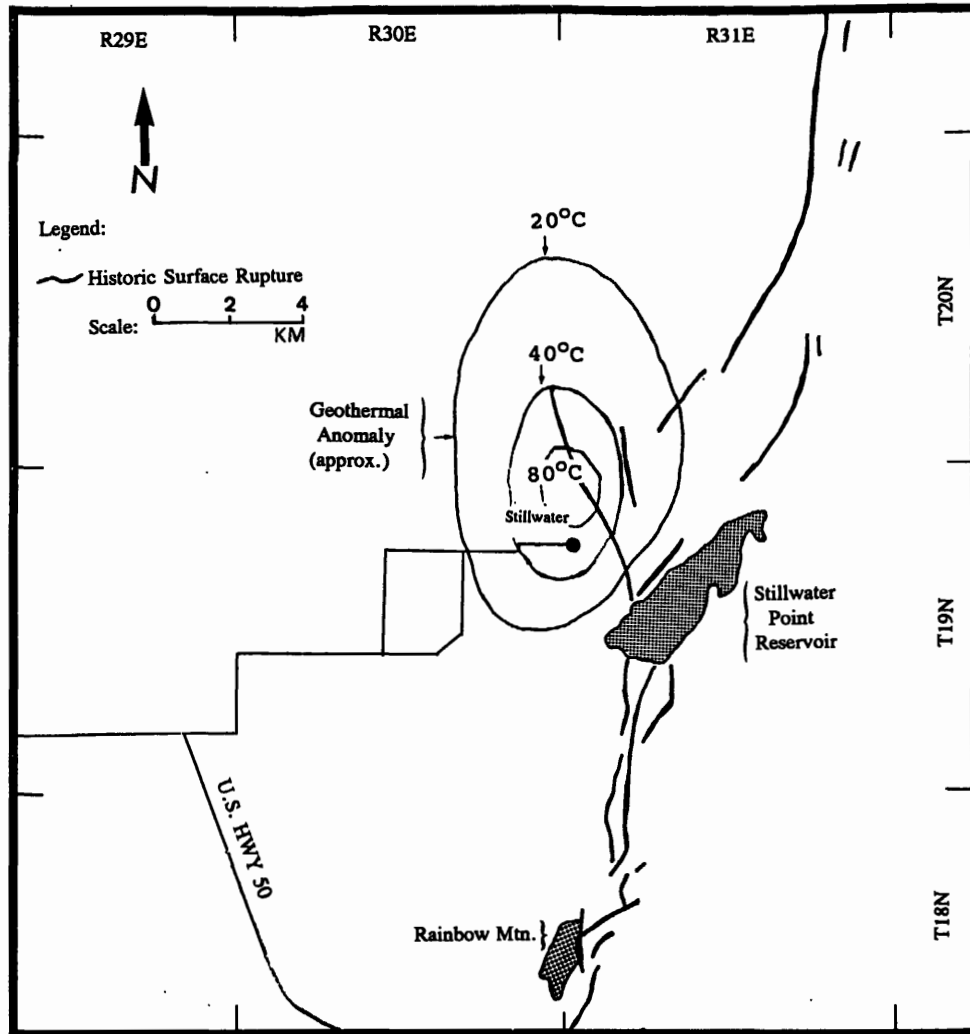 R29E
R30E
R31E
N
Legend:
Historic Surface Rupture
0 2 4
Scale:
KM
20°C
40°C
Geothermal
Anomaly
(approx.)
80°C
Stillwater
Stillwater
Point
Reservoir
U.S. HWY 50
Rainbow Mtn.
T20N
T19N
T18N